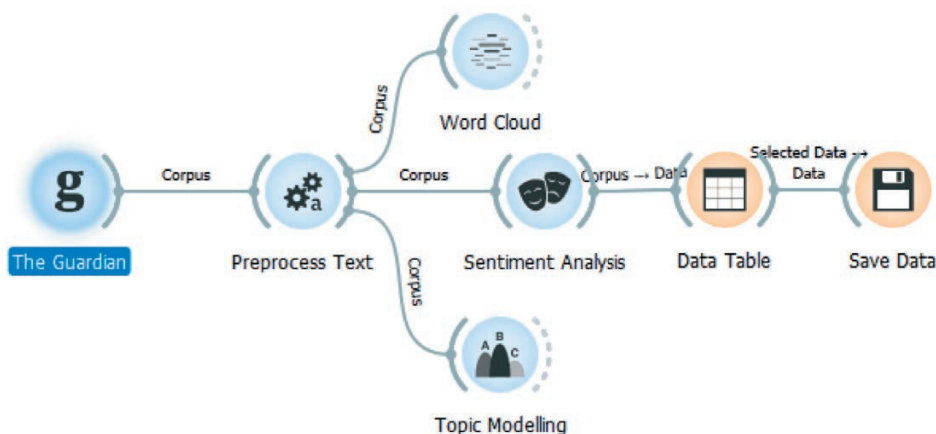 Word Cloud
Corpus
g
The Guardian
Corpus
a
Preprocess Text
Corpus
Sentiment Analysis
Corpus → Data
Data Table
Selected Data →
Data
Save Data
Corpus
A B C
Topic Modelling